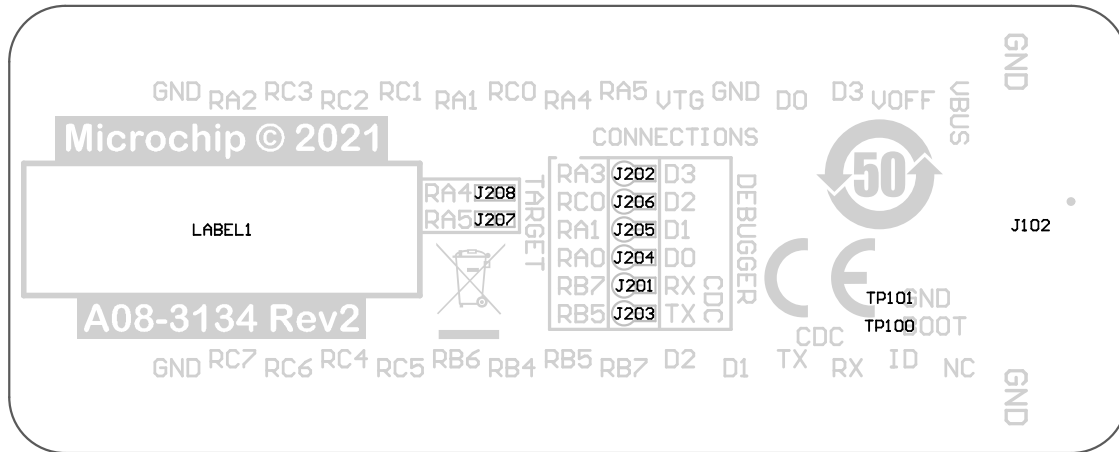 GND
GND RA2 RC3 RC2 RC1 RA1 RC0 RA4 RA5 VTG GND D0 D3 VOFF VBUS
Microchip © 2021
CONNECTIONS
LABEL1
RA4 J208
RA5 J207
TARGET
RA3 J202 D3
RC0 J206 D2
RA1 J205 D1
RA0 J204 D0
RB7 J201 RX
RB5 J203 TX
CDC
DEBUGGER
50
CE
J102
TP101 GND
TP100 BOOT
A08-3134 Rev2
CDC
GND RC7 RC6 RC4 RC5 RB6 RB4 RB5 RB7 D2 D1 TX RX ID NC
GND